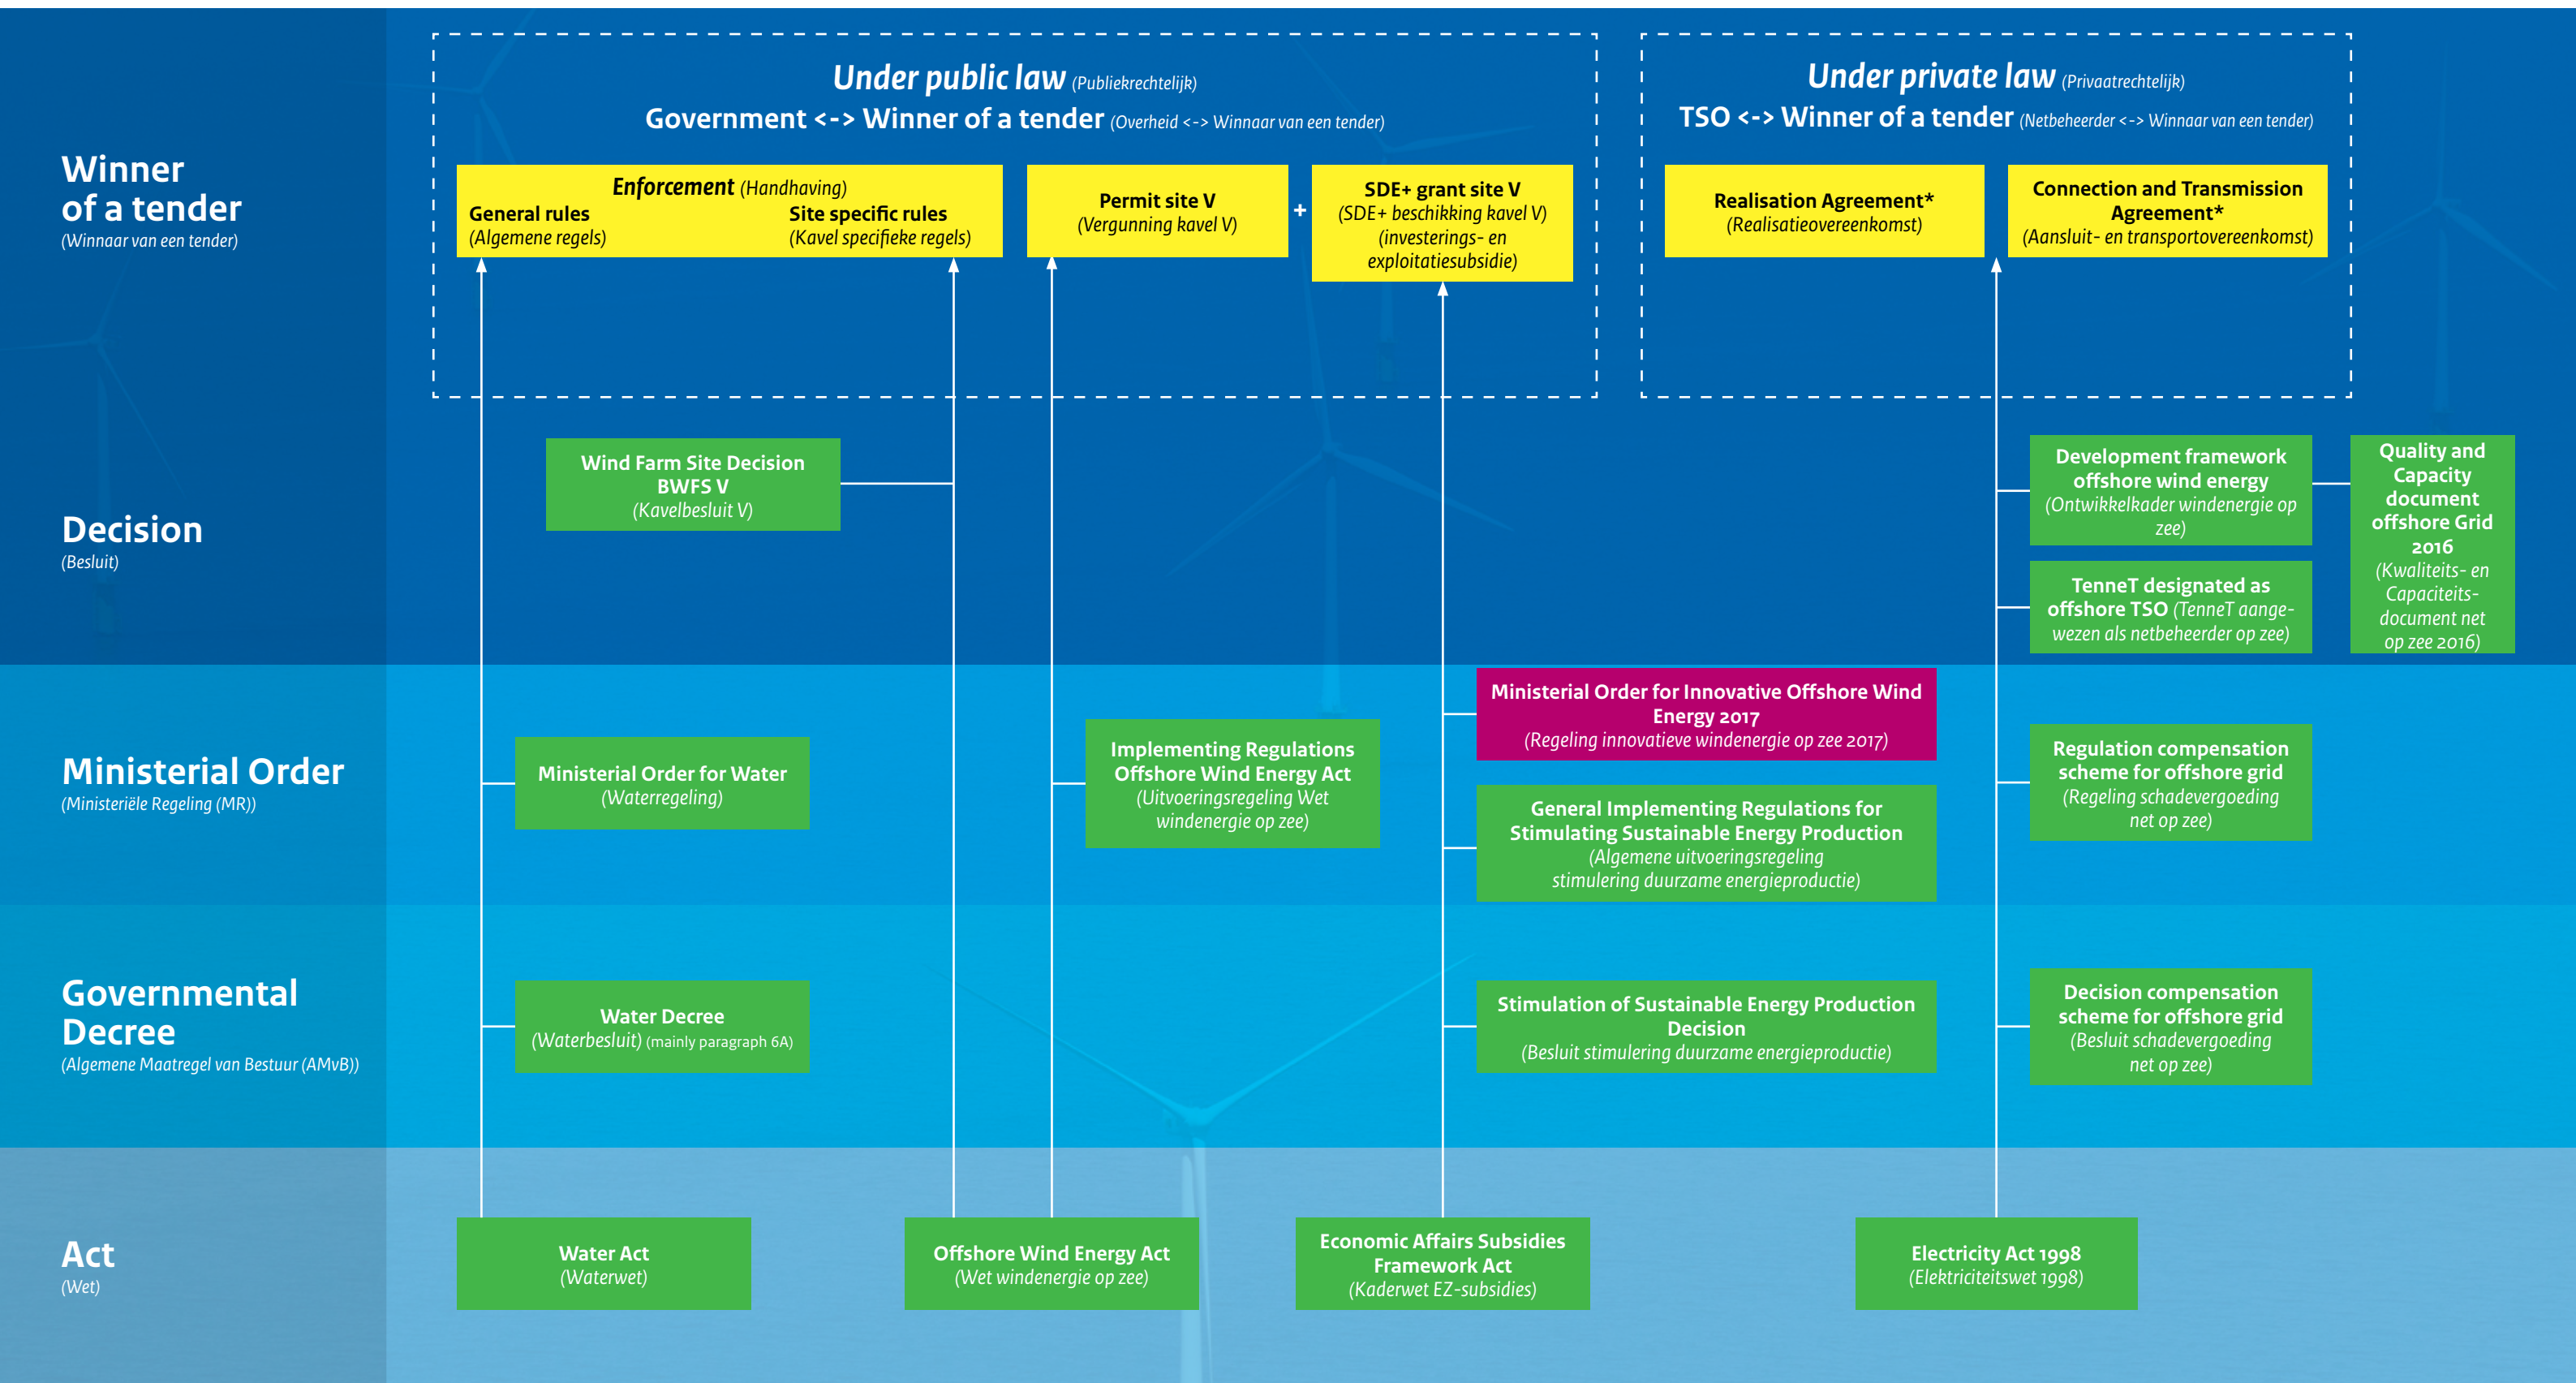 Under public law (Publiekrechtelijk)
Government <-> Winner of a tender (Overheid <-> Winnaar van een tender)
Under private law (Privaatrechtelijk)
TSO <-> Winner of a tender (Netbeheerder <-> Winnaar van een tender)
Winner
of a tender
(Winnaar van een tender)
Enforcement (Handhaving)
General rules
(Algemene regels)
Site specific rules
(Kavel specifieke regels)
Permit site V
(Vergunning kavel V)
+
SDE+ grant site V
(SDE+ beschikking kavel V)
(investerings- en
exploitatiesubsidie)
Realisation Agreement*
(Realisatieovereenkomst)
Connection and Transmission
Agreement*
(Aansluit- en transportovereenkomst)
Decision
(Besluit)
Wind Farm Site Decision
BWFS V
(Kavelbesluit V)
Development framework
offshore wind energy
(Ontwikkelkader windenergie op
zee)
TenneT designated as
offshore TSO (TenneT aange-
wezen als netbeheerder op zee)
Quality and
Capacity
document
offshore Grid
2016
(Kwaliteits- en
Capaciteits-
document net
op zee 2016)
Ministerial Order
(Ministeriële Regeling (MR))
Ministerial Order for Water
(Waterregeling)
Implementing Regulations
Offshore Wind Energy Act
(Uitvoeringsregeling Wet
windenergie op zee)
Ministerial Order for Innovative Offshore Wind
Energy 2017
(Regeling innovatieve windenergie op zee 2017)
General Implementing Regulations for
Stimulating Sustainable Energy Production
(Algemene uitvoeringsregeling
stimulering duurzame energieproductie)
Regulation compensation
scheme for offshore grid
(Regeling schadevergoeding
net op zee)
Governmental
Decree
(Algemene Maatregel van Bestuur (AMvB))
Water Decree
(Waterbesluit) (mainly paragraph 6A)
Stimulation of Sustainable Energy Production
Decision
(Besluit stimulering duurzame energieproductie)
Decision compensation
scheme for offshore grid
(Besluit schadevergoeding
net op zee)
Act
(Wet)
Water Act
(Waterwet)
Offshore Wind Energy Act
(Wet windenergie op zee)
Economic Affairs Subsidies
Framework Act
(Kaderwet EZ-subsidies)
Electricity Act 1998
(Elektriciteitswet 1998)